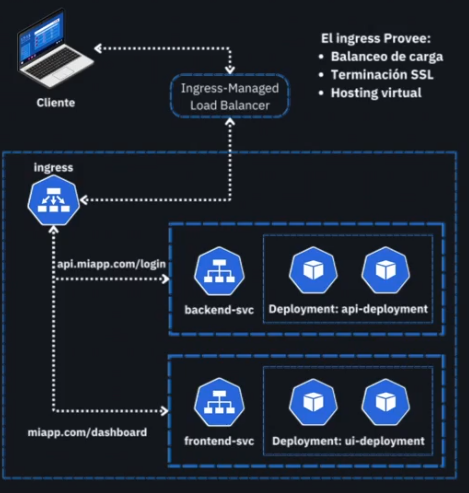 El ingress Provee:
• Balanceo de carga
• Terminación SSL
• Hosting virtual
Cliente
Ingress-Managed
Load Balancer
ingress
api.miapp.com/login
backend-svc
Deployment: api-deployment
miapp.com/dashboard
frontend-svc
Deployment: ui-deployment